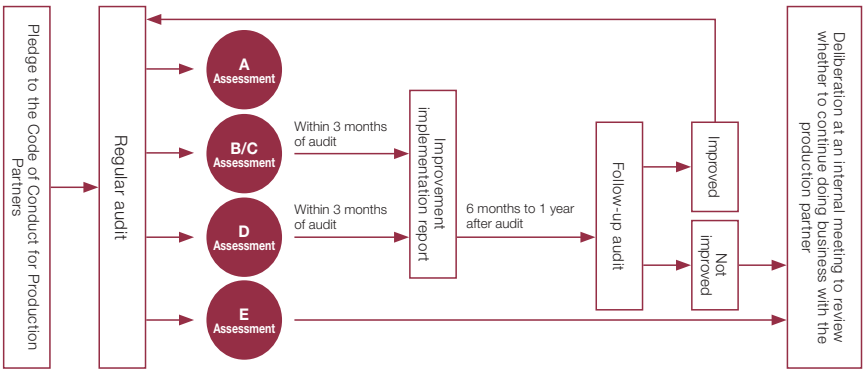 Pledge to the Code of Conduct for Production
Partners
Regular audit
A
Assessment
B/C
Assessment
D
Assessment
E
Assessment
Within 3 months
of audit
Within 3 months
of audit
Improvement
implementation report
6 months to 1 year
after audit
Follow-up audit
Improved
Not
improved
Deliberation at an internal meeting to review
whether to continue doing business with the
production partner